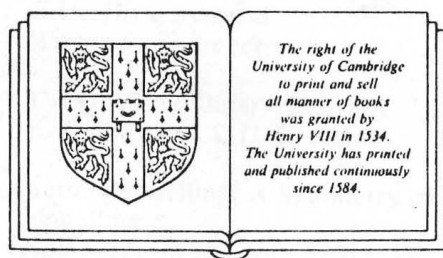 The right of the
University of Cambridge
to print and sell
all manner of books
was granted by
Henry VIII in 1534.
The University has printed
and published continuously
since 1584.